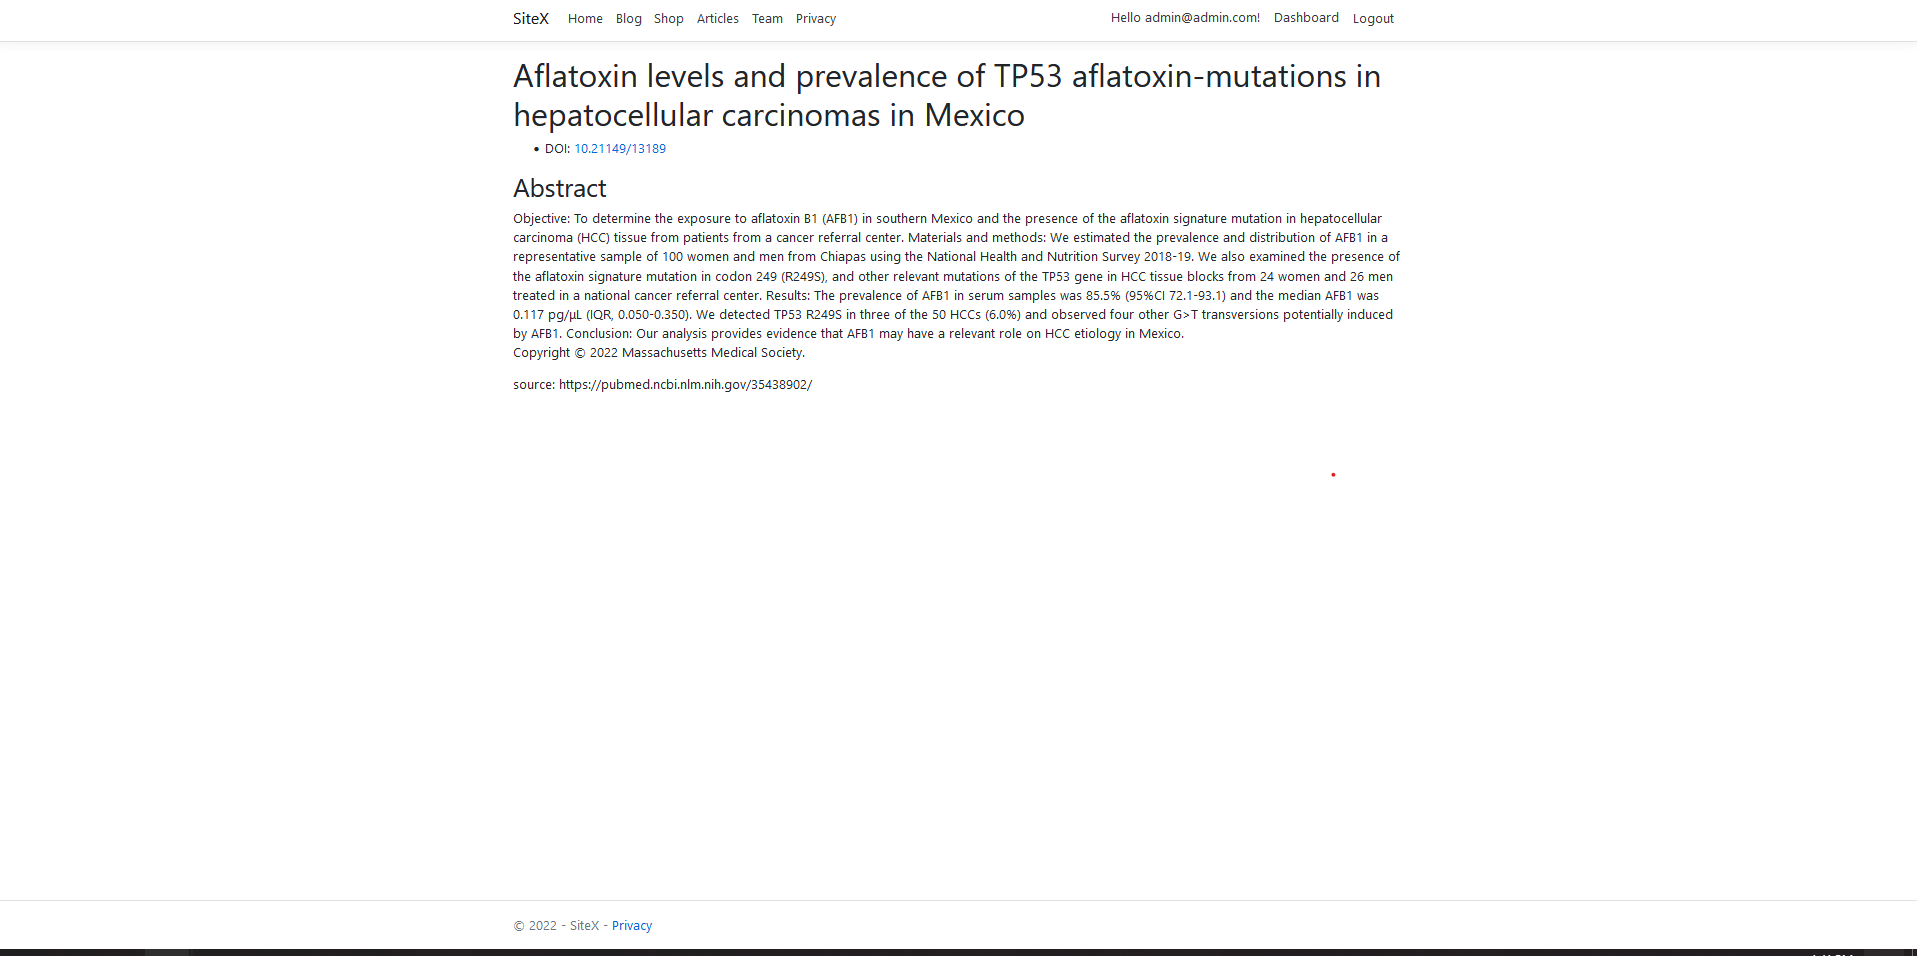 SiteX Home Blog Shop Articles Team Privacy Hello admin@admin.com! Dashboard Logout
Aflatoxin levels and prevalence of TP53 aflatoxin-mutations in
hepatocellular carcinomas in Mexico
• DOI: 10.21149/13189
Abstract
Objective: To determine the exposure to aflatoxin B1 (AFB1) in southern Mexico and the presence of the aflatoxin signature mutation in hepatocellular
carcinoma (HCC) tissue from patients from a cancer referral center. Materials and methods: We estimated the prevalence and distribution of AFB1 in a
representative sample of 100 women and men from Chiapas using the National Health and Nutrition Survey 2018-19. We also examined the presence of
the aflatoxin signature mutation in codon 249 (R249S), and other relevant mutations of the TP53 gene in HCC tissue blocks from 24 women and 26 men
treated in a national cancer referral center. Results: The prevalence of AFB1 in serum samples was 85.5% (95%CI 72.1-93.1) and the median AFB1 was
0.117 pg/μL (IQR, 0.050-0.350). We detected TP53 R249S in three of the 50 HCCs (6.0%) and observed four other G>T transversions potentially induced
by AFB1. Conclusion: Our analysis provides evidence that AFB1 may have a relevant role on HCC etiology in Mexico.
Copyright © 2022 Massachusetts Medical Society.
source: https://pubmed.ncbi.nlm.nih.gov/35438902/
© 2022 - SiteX - Privacy